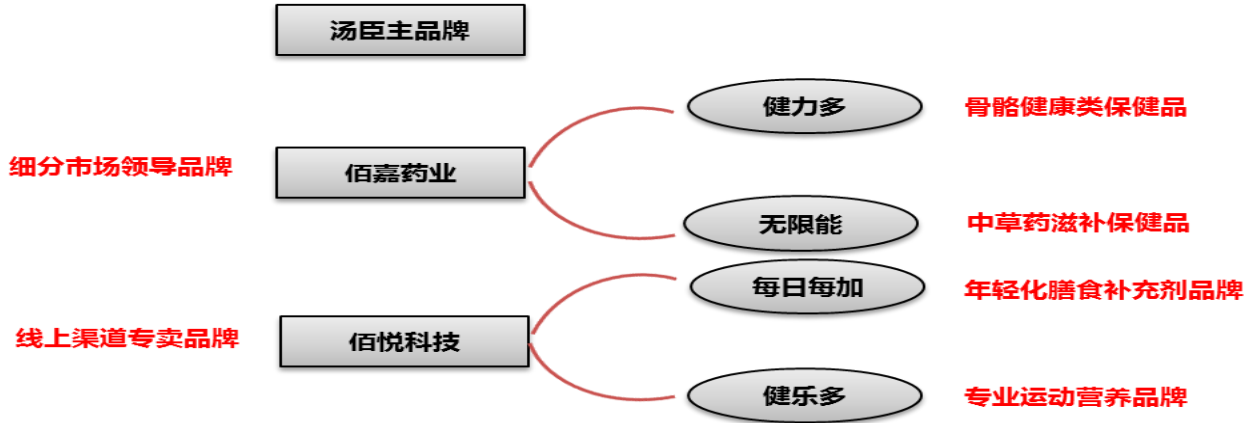 汤臣主品牌
健力多
骨骼健康类保健品
细分市场领导品牌
佰嘉药业
无限能
中草药滋补保健品
每日每加
年轻化膳食补充剂品牌
线上渠道专卖品牌
佰悦科技
健乐多
专业运动营养品牌